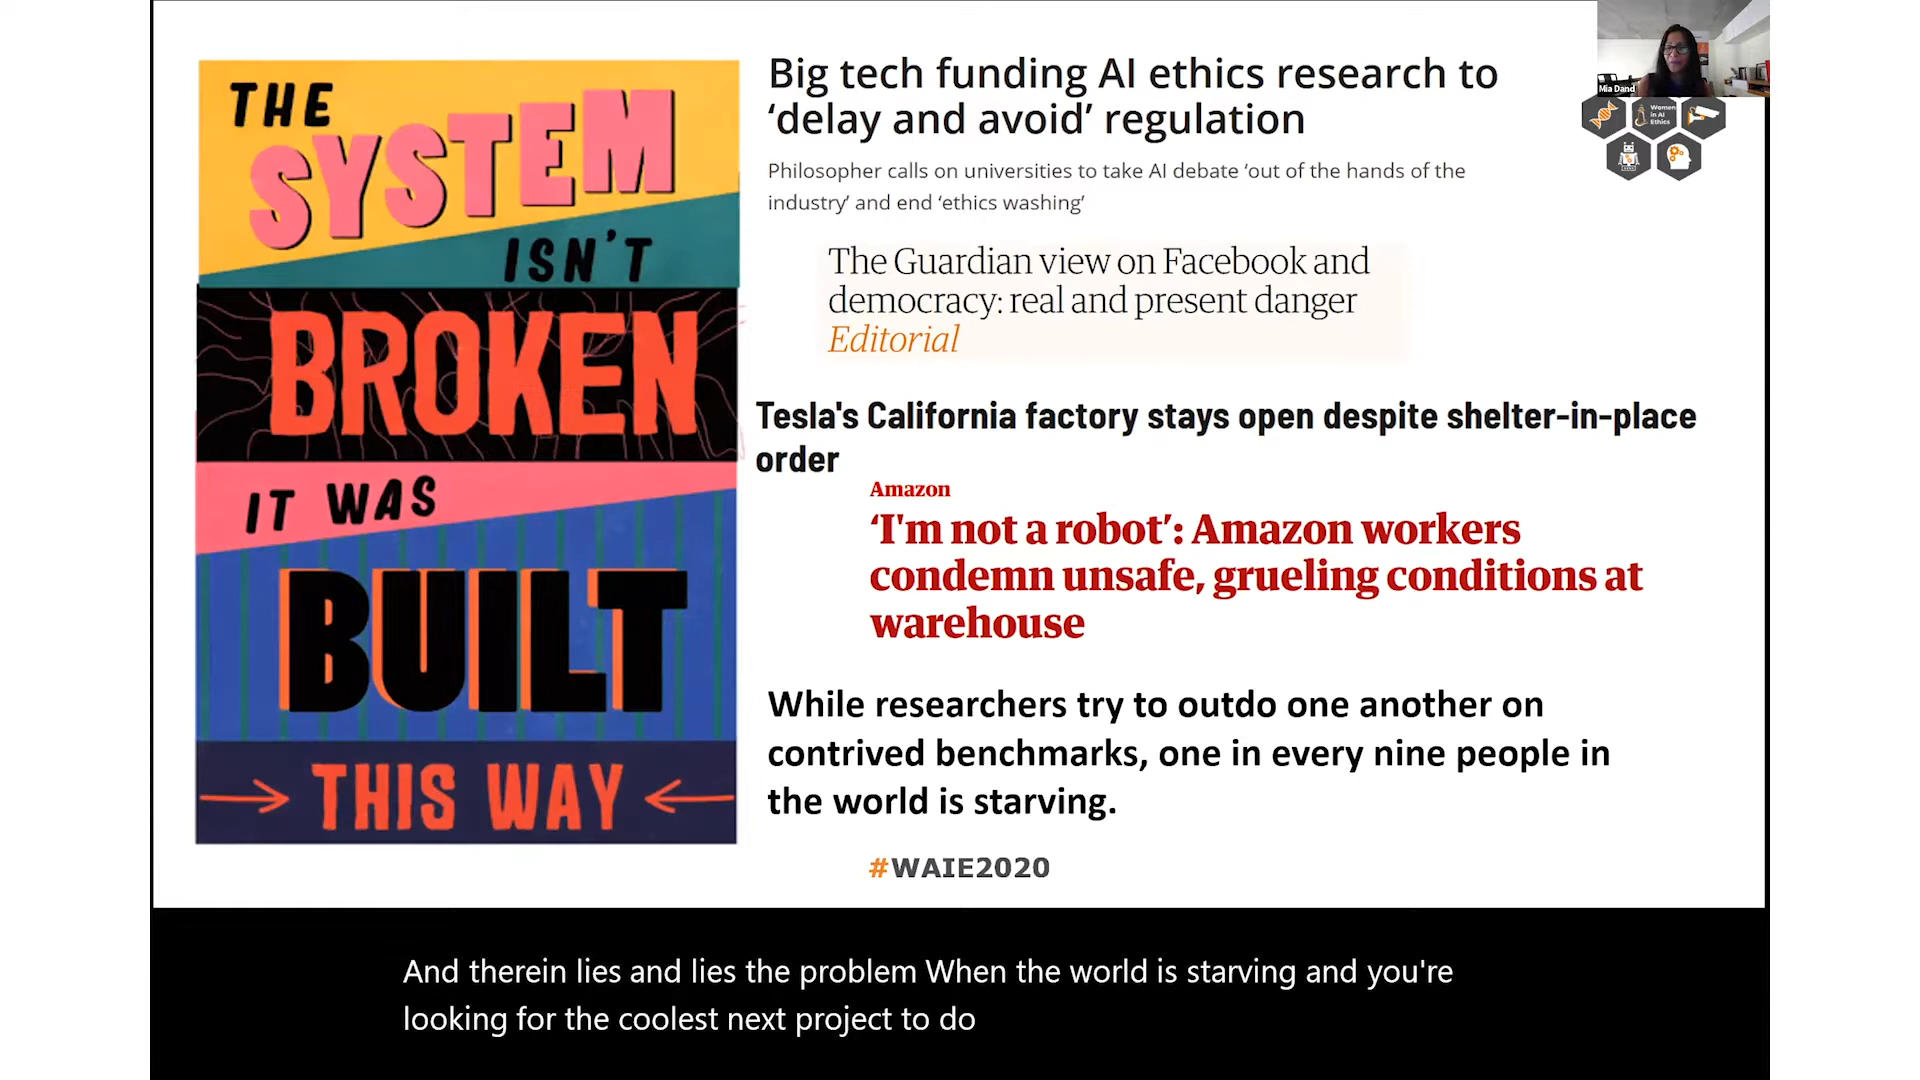 THE
SYSTEM
ISN'T
BROKEN
IT WAS
BUILT
THIS WAY
Big tech funding AI ethics research to
‘delay and avoid’ regulation
Philosopher calls on universities to take AI debate ‘out of the hands of the
industry’ and end ‘ethics washing’
The Guardian view on Facebook and
democracy: real and present danger
Editorial
Tesla's California factory stays open despite shelter-in-place
order
Amazon
‘I'm not a robot’: Amazon workers
condemn unsafe, grueling conditions at
warehouse
While researchers try to outdo one another on
contrived benchmarks, one in every nine people in
the world is starving.
#WAIE2020
Mia Dand
Women
in AI
Ethics
And therein lies and lies the problem When the world is starving and you're
looking for the coolest next project to do